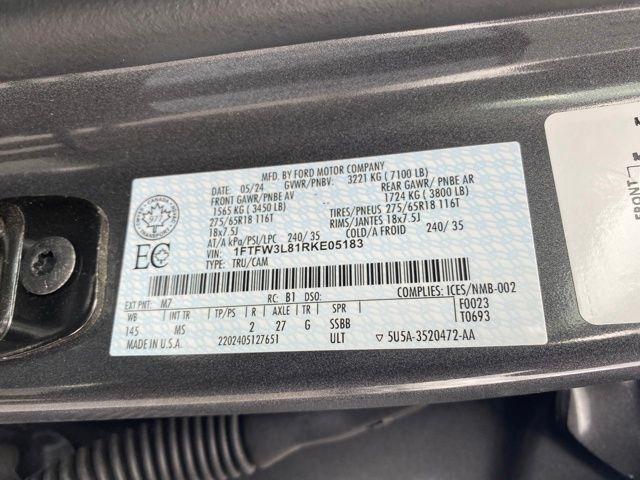 MFD. BY FORD MOTOR COMPANY
05/24 GVWR/PNBV: 3221 KG ( 7100 LB)
FRONT GAWR/ PNBE AV REAR GAWR/ PNBE AR
1565 KG ( 3450 LB) 1724 KG ( 3800 LB)
275/65R18 116T TIRES/PNEUS 275/65R18 116T
18x7.5J RIMS/JANTES 18x7.5J
AT/A kPa/PSI/LPC 240/ 35 COLD/A FROID 240/ 35
VIN: 1FTFW3L81RKE05183
TYPE: TRU/CAM
EC
EXT PNT: M7 RC: B1 DSO: COMPLIES: ICES/NMB-002
WB INT TR TP/PS R AXLE TR SPR F0023
145 MS 2 27 G SSBB T0693
MADE IN U.S.A. 2202405127651 ULT ▽ 5U5A-3520472-AA
FRONT